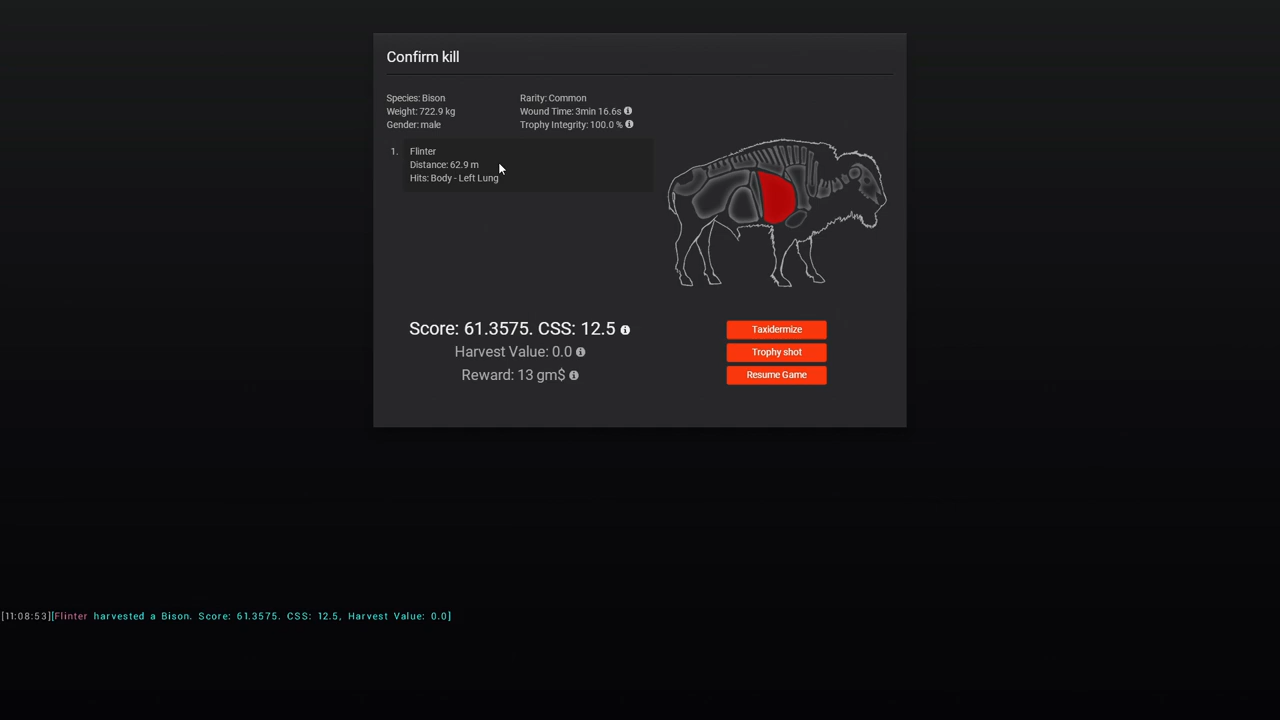 Confirm kill
Species: Bison
Rarity: Common
Weight: 722.9 kg
Wound Time: 3min 16.6s
Gender: male
Trophy Integrity: 100.0 %
1. Flinter
Distance: 62.9 m
Hits: Body - Left Lung
Score: 61.3575. CSS: 12.5
Harvest Value: 0.0
Reward: 13 gm$
Taxidermize
Trophy shot
Resume Game
[11:08:53][Flinter harvested a Bison. Score: 61.3575. CSS: 12.5, Harvest Value: 0.0]